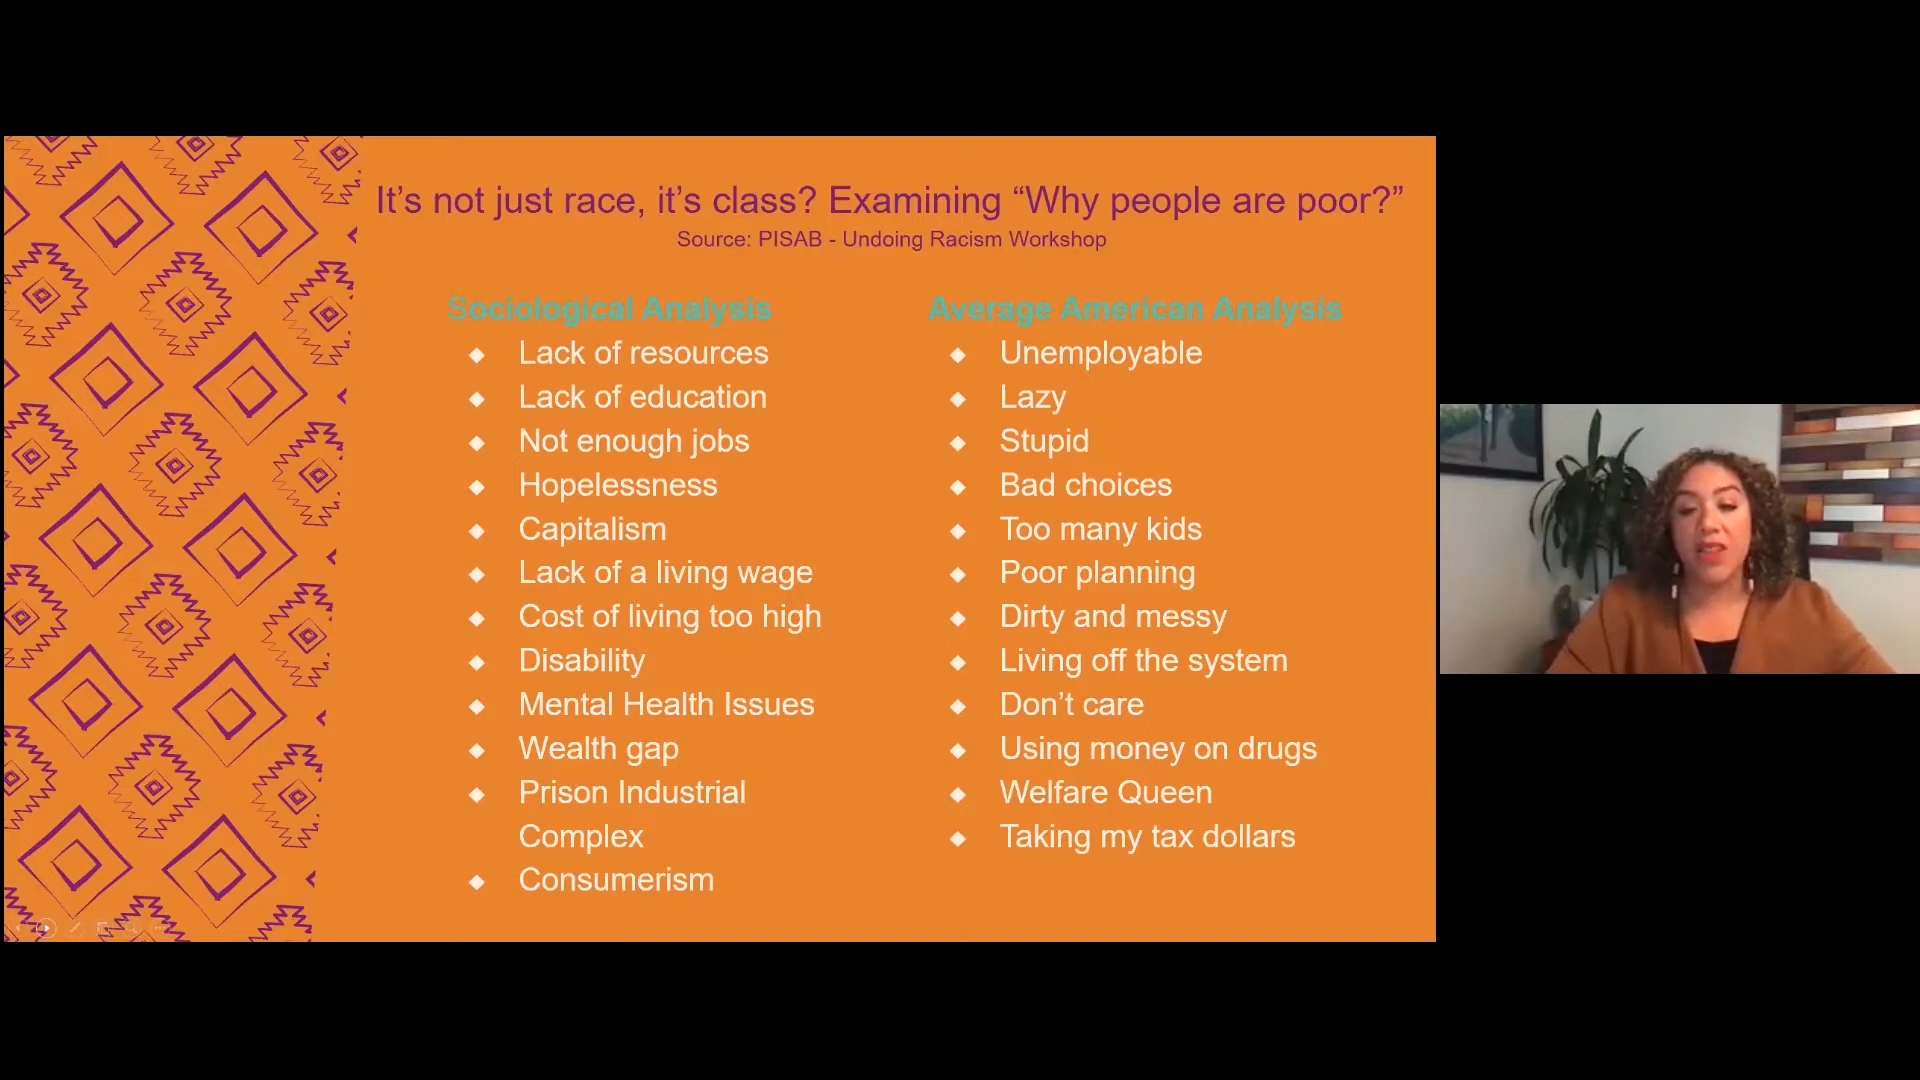 It’s not just race, it’s class? Examining “Why people are poor?”
Source: PISAB - Undoing Racism Workshop
Sociological Analysis
Lack of resources
Lack of education
Not enough jobs
Hopelessness
Capitalism
Lack of a living wage
Cost of living too high
Disability
Mental Health Issues
Wealth gap
Prison Industrial
Complex
Consumerism
Average American Analysis
Unemployable
Lazy
Stupid
Bad choices
Too many kids
Poor planning
Dirty and messy
Living off the system
Don’t care
Using money on drugs
Welfare Queen
Taking my tax dollars